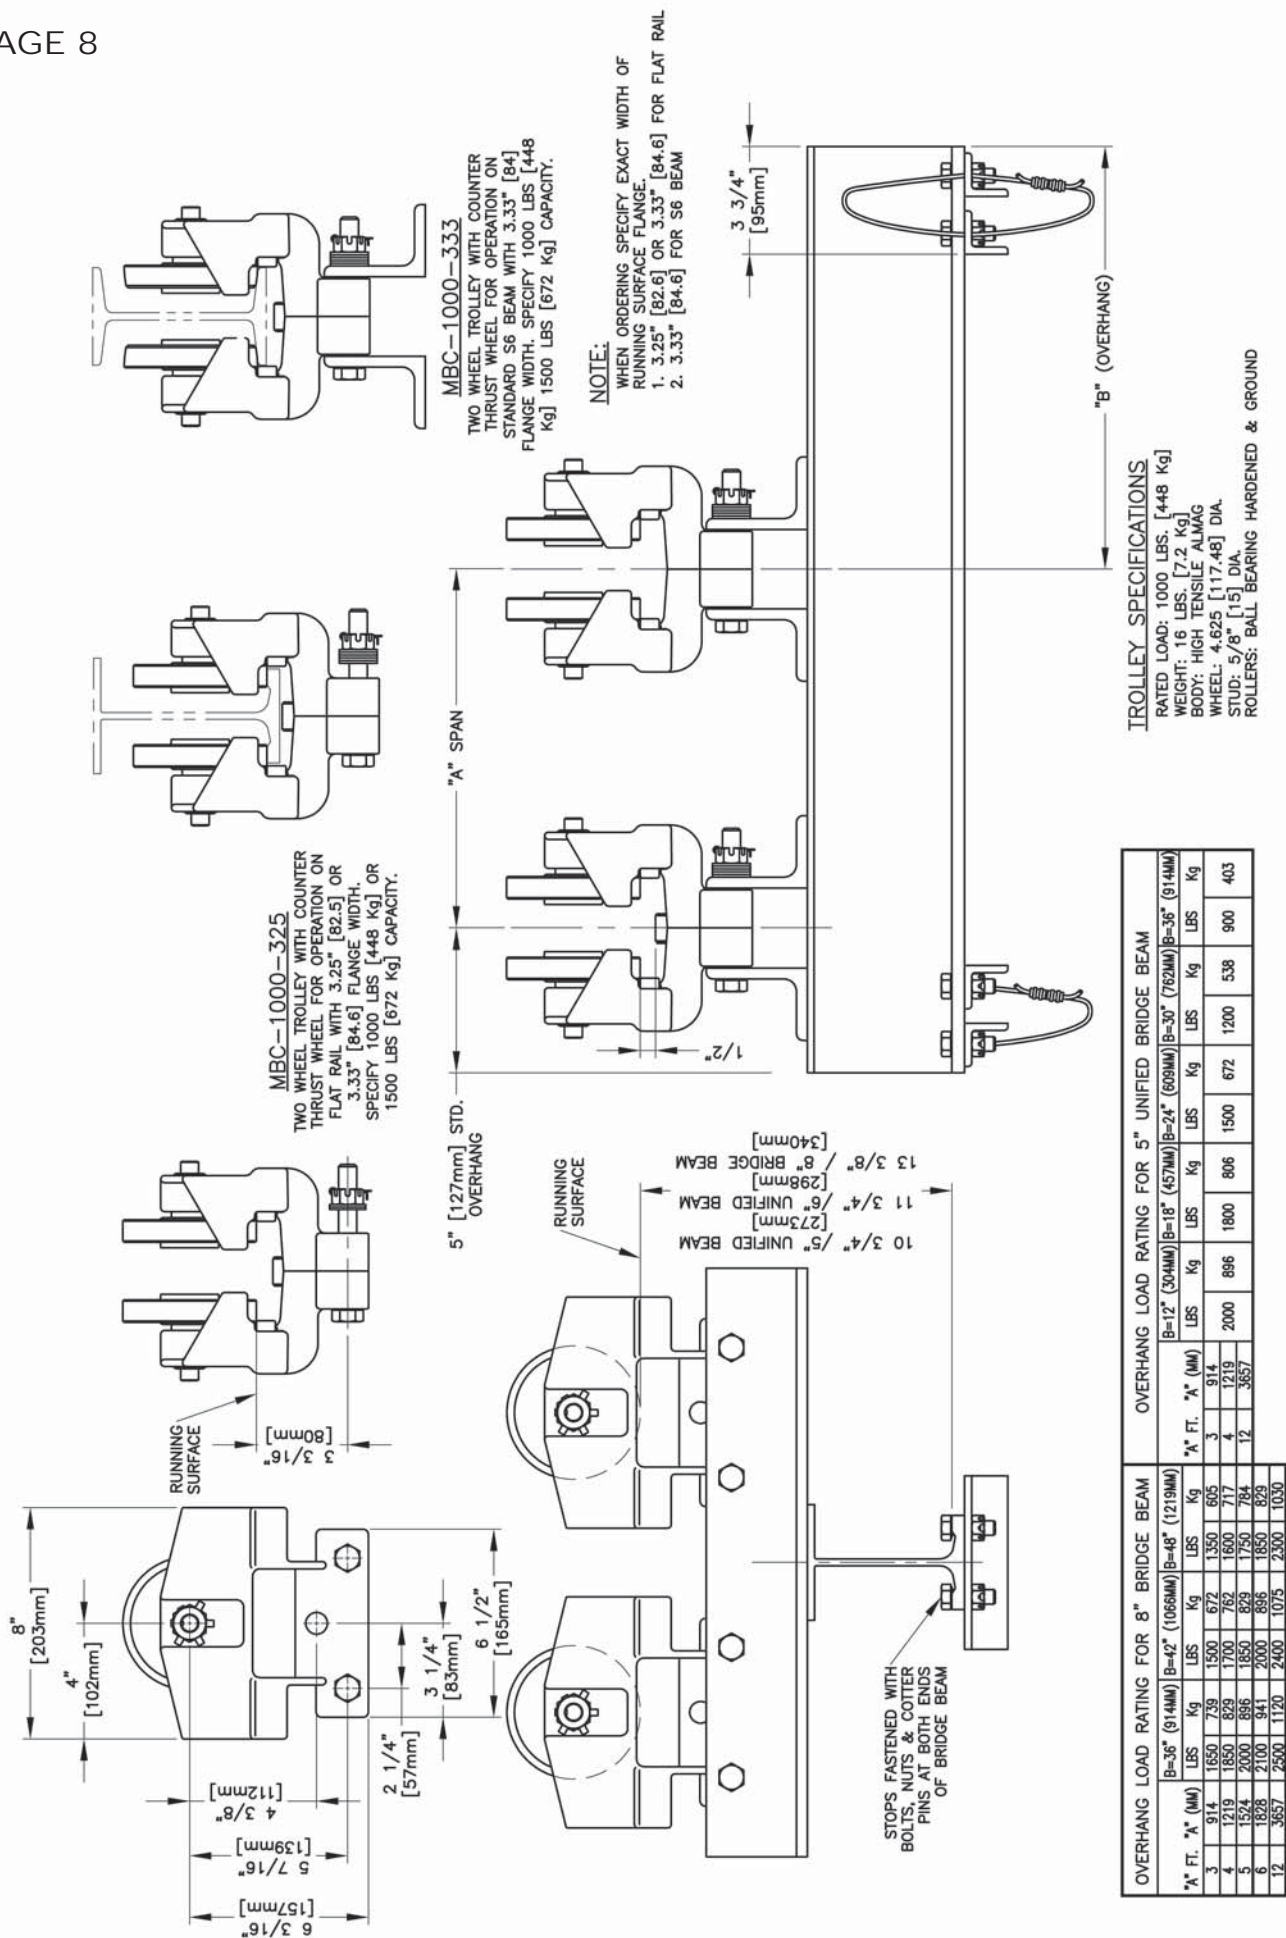 AGE 8
8"
[203mm]
4"
[102mm]
RUNNING
SURFACE
3 3/16"
[80mm]
4 3/8"
[112mm]
5 7/16"
[139mm]
6 3/16"
[157mm]
2 1/4"
[57mm]
3 1/4"
[83mm]
6 1/2"
[165mm]
MBC-1000-325
TWO WHEEL TROLLEY WITH COUNTER
THRUST WHEEL FOR OPERATION ON
FLAT RAIL WITH 3.25" [82.5] OR
3.33" [84.6] FLANGE WIDTH.
SPECIFY 1000 LBS [448 Kg] OR
1500 LBS [672 Kg] CAPACITY.
MBC-1000-333
TWO WHEEL TROLLEY WITH COUNTER
THRUST WHEEL FOR OPERATION ON
STANDARD S6 BEAM WITH 3.33" [84]
FLANGE WIDTH. SPECIFY 1000 LBS [448
Kg] 1500 LBS [672 Kg] CAPACITY.
NOTE:
WHEN ORDERING SPECIFY EXACT WIDTH OF
RUNNING SURFACE FLANGE.
1. 3.25" [82.6] OR 3.33" [84.6] FOR FLAT RAIL
2. 3.33" [84.6] FOR S6 BEAM
5" [127mm] STD.
OVERHANG
"A" SPAN
1/2"
3 3/4"
[95mm]
"B" (OVERHANG)
RUNNING
SURFACE
10 3/4" /5" UNIFIED BEAM
[273mm]
11 3/4" /6" UNIFIED BEAM
[298mm]
13 3/8" / 8" BRIDGE BEAM
[340mm]
STOPS FASTENED WITH
BOLTS, NUTS & COTTER
PINS AT BOTH ENDS
OF BRIDGE BEAM
TROLLEY SPECIFICATIONS
RATED LOAD: 1000 LBS. [448 Kg]
WEIGHT: 16 LBS. [7.2 Kg]
BODY: HIGH TENSILE ALMAG
WHEEL: 4.625 [117.48] DIA.
STUD: 5/8" [15] DIA.
ROLLERS: BALL BEARING HARDENED & GROUND
OVERHANG LOAD RATING FOR 8" BRIDGE BEAM
B=36" (914MM) B=42" (1066MM) B=48" (1219MM)
"A" FT. "A" (MM) LBS Kg LBS Kg LBS Kg
3 914 1650 739 1500 672 1350 605
4 1219 1850 829 1700 762 1600 717
5 1524 2000 896 1850 829 1750 784
6 1828 2100 941 2000 896 1850 829
12 3657 2500 1120 2400 1075 2300 1030
OVERHANG LOAD RATING FOR 5" UNIFIED BRIDGE BEAM
B=12" (304MM) B=18" (457MM) B=24" (609MM) B=30" (762MM) B=36" (914MM)
"A" FT. "A" (MM) LBS Kg LBS Kg LBS Kg LBS Kg LBS Kg
3 914
4 1219 2000 896 1800 806 1500 672 1200 538 900 403
12 3657